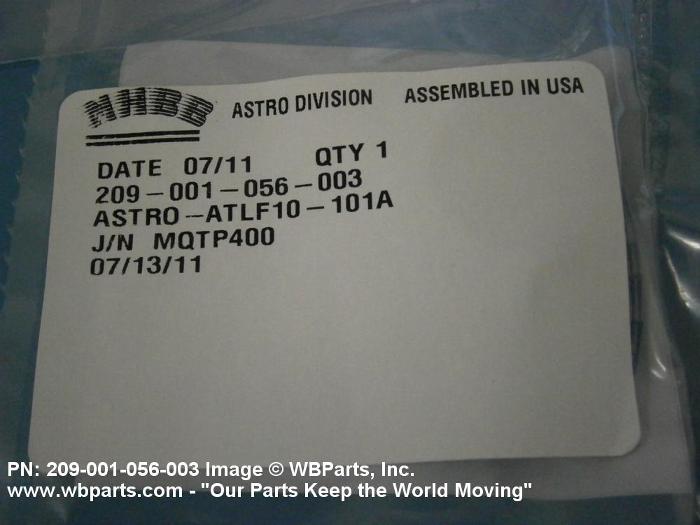 MHBB ASTRO DIVISION ASSEMBLED IN USA
DATE 07/11 QTY 1
209-001-056-003
ASTRO-ATLF10-101A
J/N MQTP400
07/13/11
PN: 209-001-056-003 Image © WBParts, Inc.
www.wbparts.com - "Our Parts Keep the World Moving"